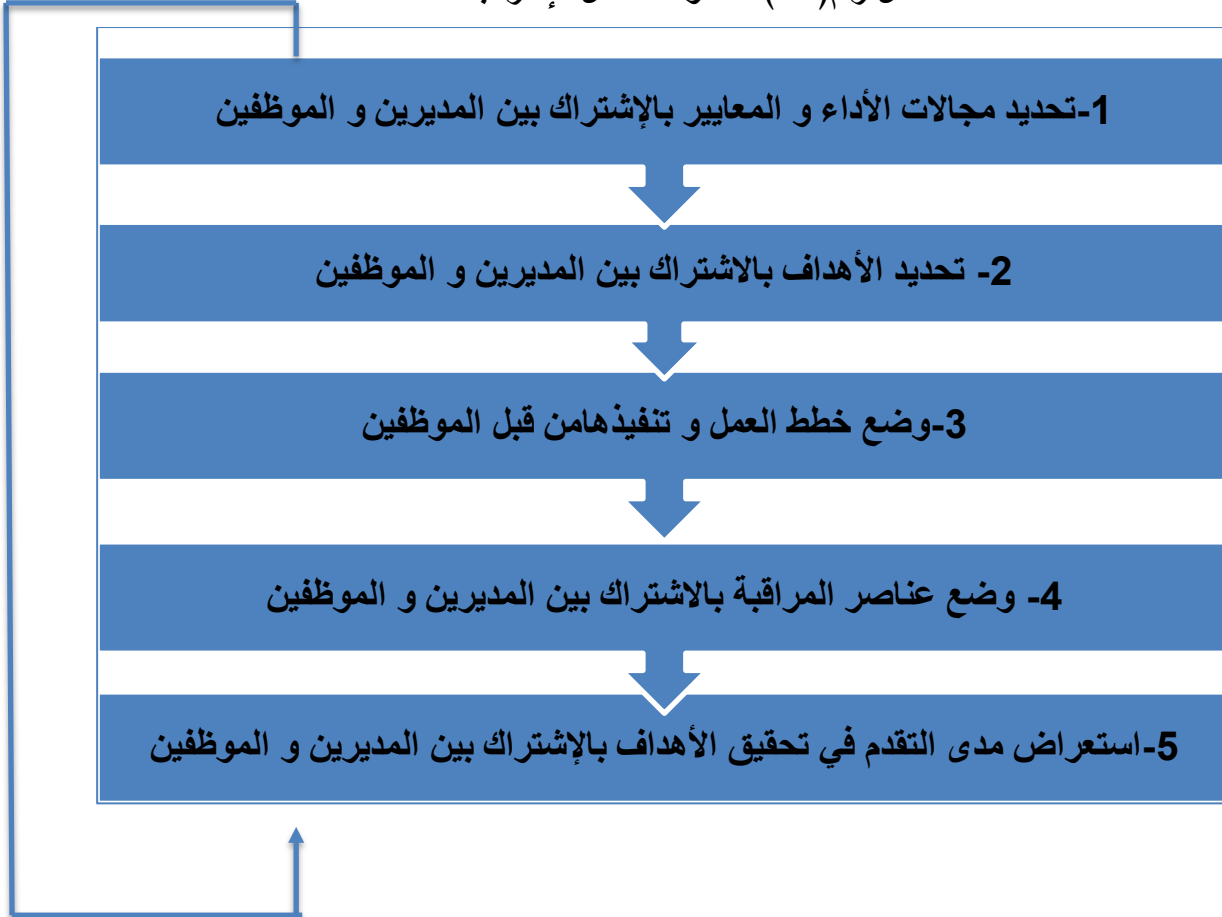 1-تحديد مجالات الأداء و المعايير بالإشتراك بين المديرين و الموظفين
2- تحديد الأهداف بالاشتراك بين المديرين و الموظفين
3-وضع خطط العمل و تنفيذهامن قبل الموظفين
4- وضع عناصر المراقبة بالاشتراك بين المديرين و الموظفين
5-استعراض مدى التقدم في تحقيق الأهداف بالإشتراك بين المديرين و الموظفين